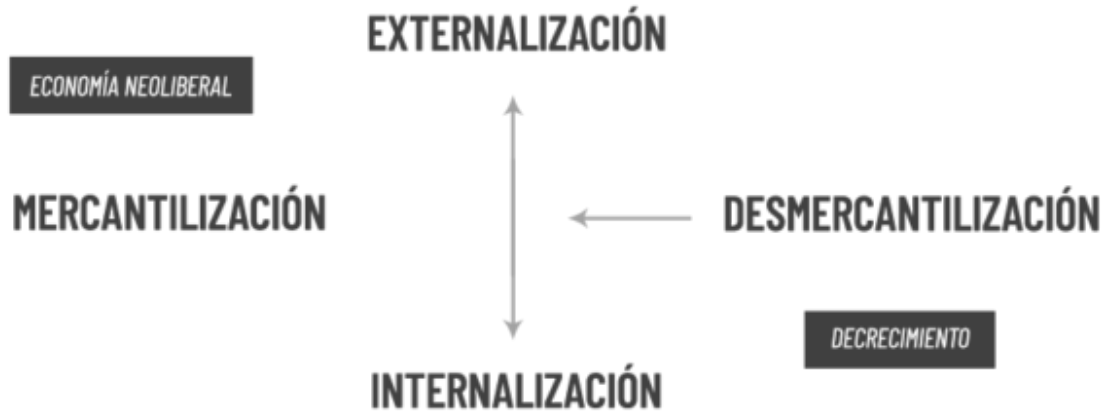 EXTERNALIZACIÓN
ECONOMÍA NEOLIBERAL
MERCANTILIZACIÓN
DESMERCANTILIZACIÓN
DECRECIMIENTO
INTERNALIZACIÓN